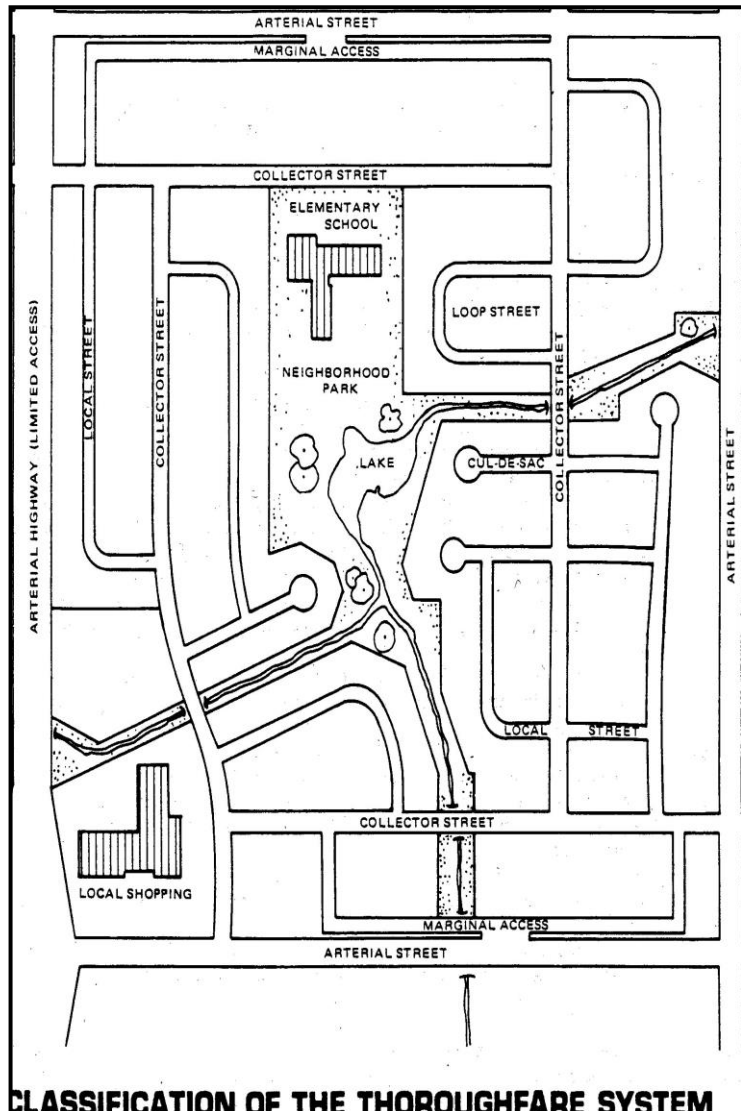 ARTERIAL STREET
MARGINAL ACCESS
COLLECTOR STREET
ELEMENTARY
SCHOOL
LOOP STREET
NEIGHBORHOOD
PARK
LAKE
CUL-DE-SAC
ARTERIAL HIGHWAY (LIMITED ACCESS)
LOCAL STREET
COLLECTOR STREET
COLLECTOR STREET
ARTERIAL STREET
LOCAL STREET
COLLECTOR STREET
LOCAL SHOPPING
MARGINAL ACCESS
ARTERIAL STREET
CLASSIFICATION OF THE THOROUGHFARE SYSTEM